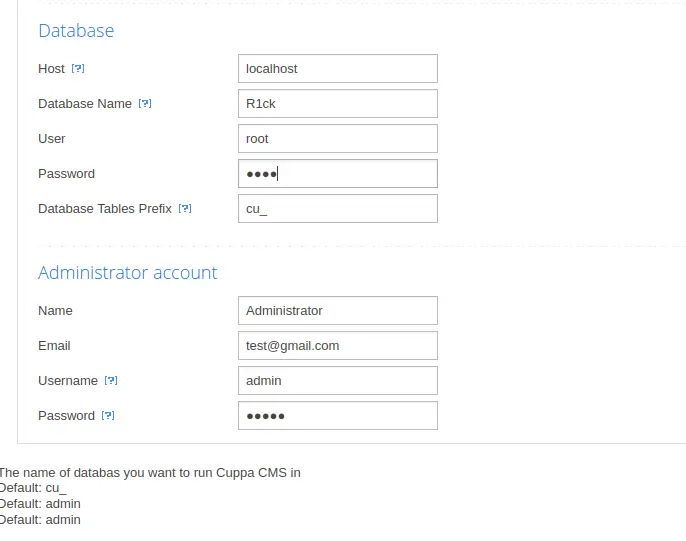 Database
Host [?] localhost
Database Name [?] R1ck
User root
Password ●●●●
Database Tables Prefix [?] cu_
Administrator account
Name Administrator
Email test@gmail.com
Username [?] admin
Password [?] ●●●●●
The name of databas you want to run Cuppa CMS in
Default: cu_
Default: admin
Default: admin